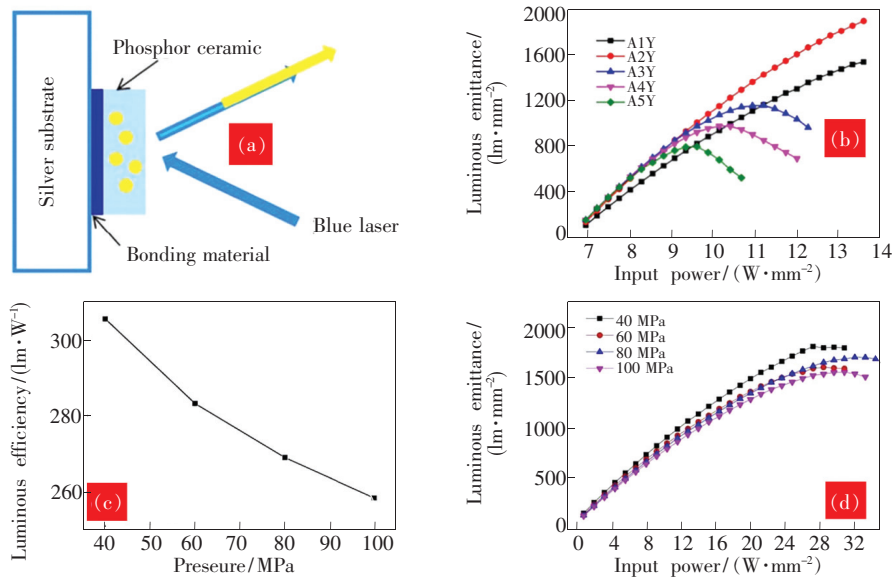 Phosphor ceramic
Silver substrate
(a)
Blue laser
Bonding material
Luminous emittance/
(lm·mm⁻²)
2000
1600
1200
800
400
0
A1Y
A2Y
A3Y
A4Y
A5Y
(b)
7 8 9 10 11 12 13 14
Input power/(W·mm⁻²)
Luminous efficiency/(lm·W⁻¹)
300
280
260
(c)
40 50 60 70 80 90 100
Preseure/MPa
Luminous emittance/
(lm·mm⁻²)
2000
1500
1000
500
0
40 MPa
60 MPa
80 MPa
100 MPa
(d)
0 4 8 12 16 20 24 28 32
Input power/(W·mm⁻²)